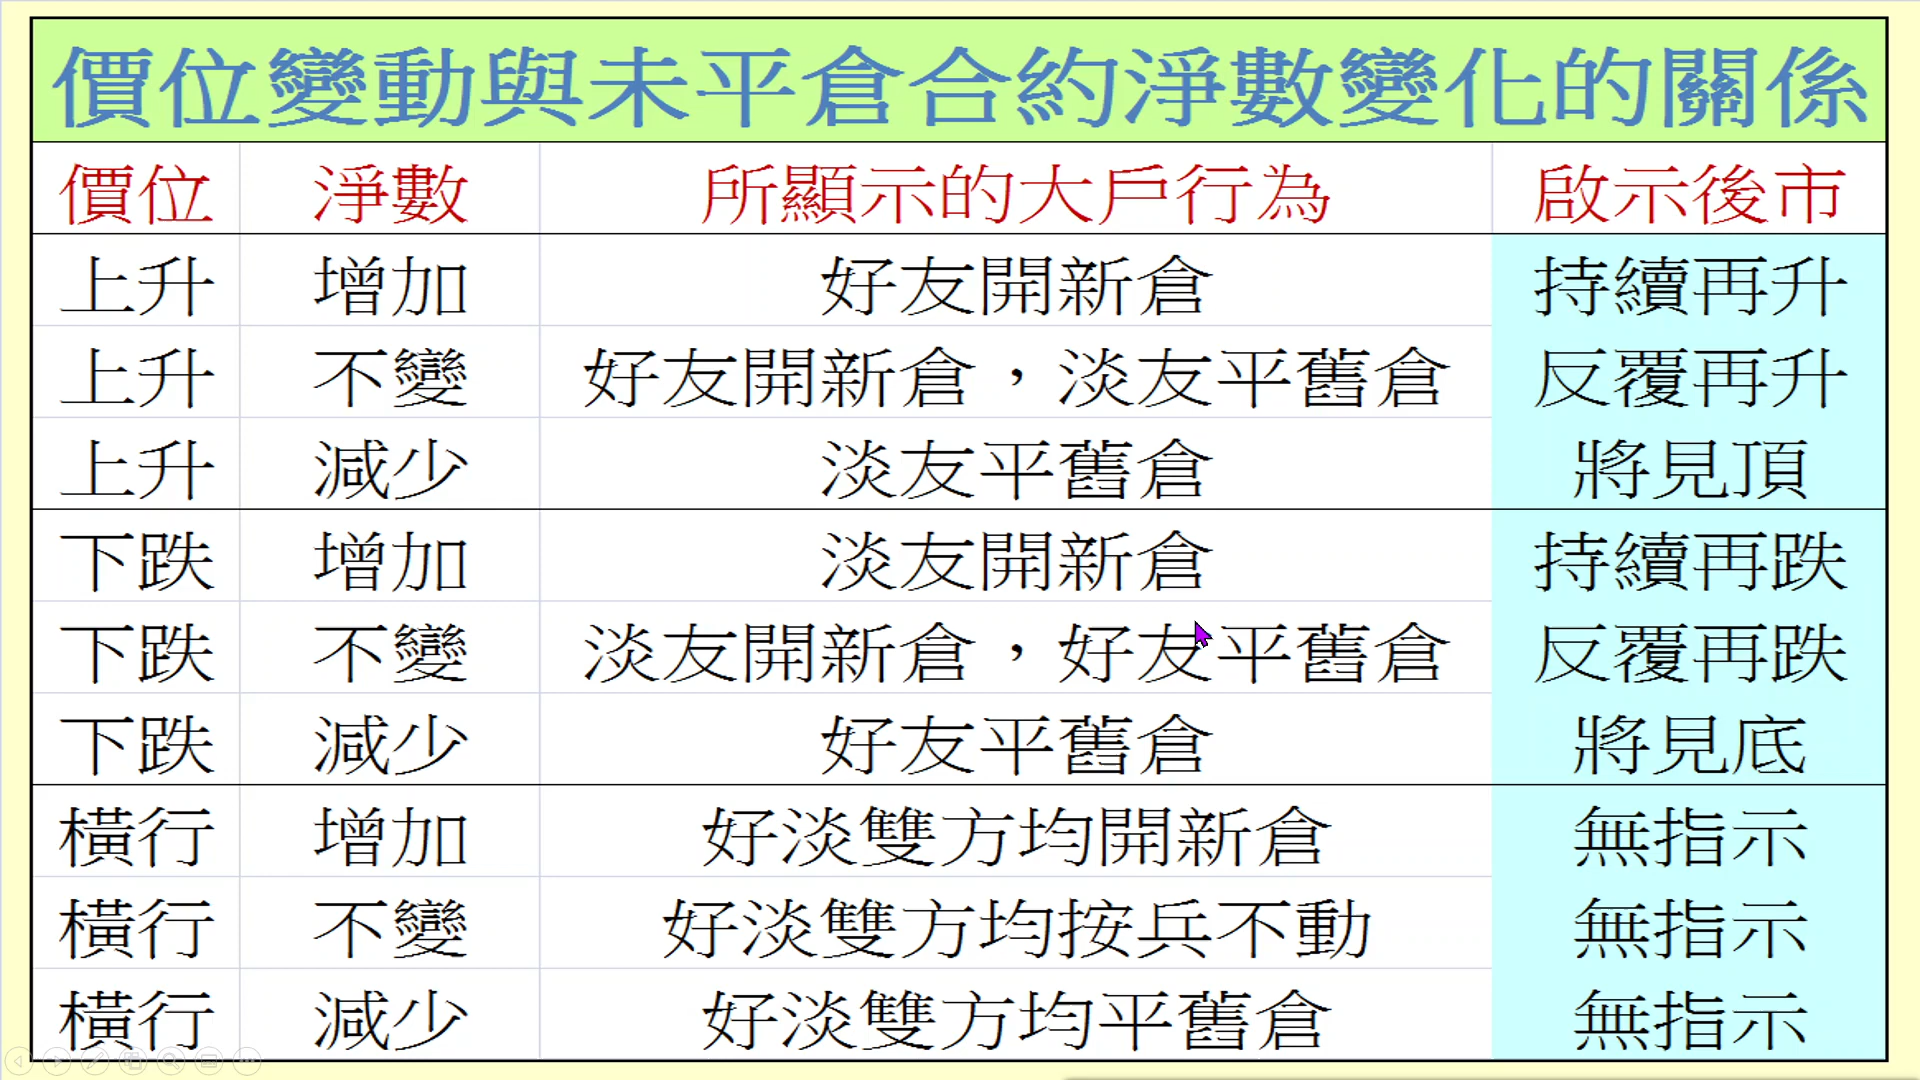 價位變動與未平倉合約淨數變化的關係
價位 淨數 所顯示的大戶行為 啟示後市
上升 增加 好友開新倉 持續再升
上升 不變 好友開新倉，淡友平舊倉 反覆再升
上升 減少 淡友平舊倉 將見頂
下跌 增加 淡友開新倉 持續再跌
下跌 不變 淡友開新倉，好友平舊倉 反覆再跌
下跌 減少 好友平舊倉 將見底
橫行 增加 好淡雙方均開新倉 無指示
橫行 不變 好淡雙方均按兵不動 無指示
橫行 減少 好淡雙方均平舊倉 無指示